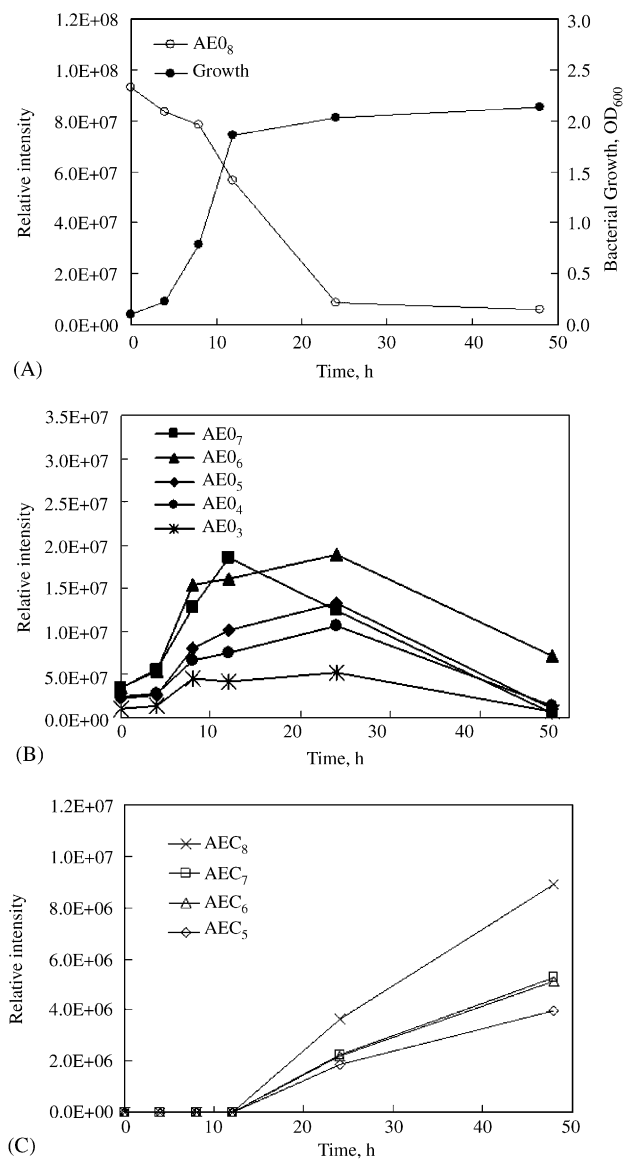 1.2E+08
1.0E+08
8.0E+07
6.0E+07
4.0E+07
2.0E+07
0.0E+00
Relative intensity
AE0₈
Growth
3.0
2.5
2.0
1.5
1.0
0.5
0.0
Bacterial Growth, OD₆₀₀
0 10 20 30 40 50
Time, h
(A)
3.5E+07
3.0E+07
2.5E+07
2.0E+07
1.5E+07
1.0E+07
5.0E+07
0.0E+00
Relative intensity
AE0₇
AE0₆
AE0₅
AE0₄
AE0₃
0 10 20 30 40 50
Time, h
(B)
1.2E+07
1.0E+07
8.0E+06
6.0E+06
4.0E+06
2.0E+06
0.0E+00
Relative intensity
AEC₈
AEC₇
AEC₆
AEC₅
0 10 20 30 40 50
Time, h
(C)